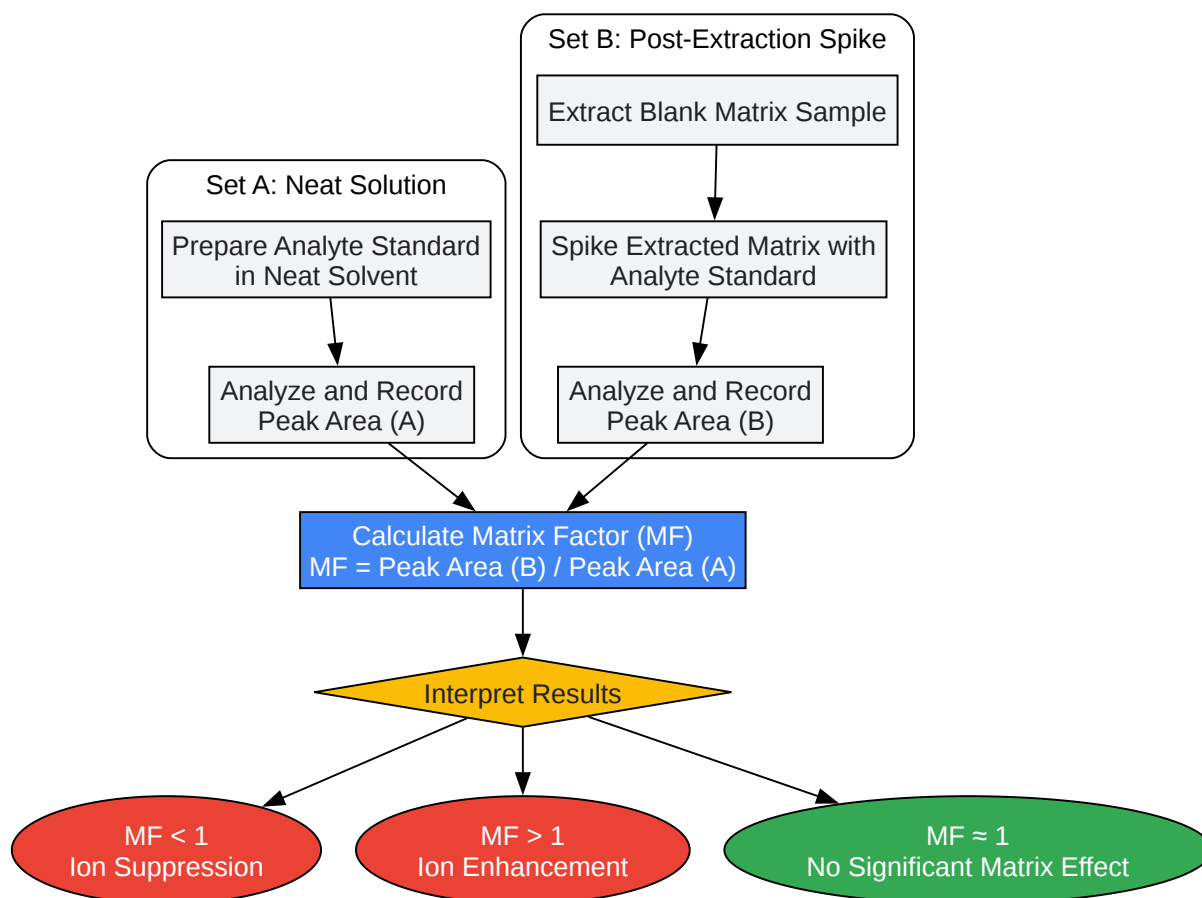 Set B: Post-Extraction Spike
Extract Blank Matrix Sample
Set A: Neat Solution
Prepare Analyte Standard
in Neat Solvent
Spike Extracted Matrix with
Analyte Standard
Analyze and Record
Peak Area (A)
Analyze and Record
Peak Area (B)
Calculate Matrix Factor (MF)
MF = Peak Area (B) / Peak Area (A)
Interpret Results
MF < 1
Ion Suppression
MF > 1
Ion Enhancement
MF ≈ 1
No Significant Matrix Effect